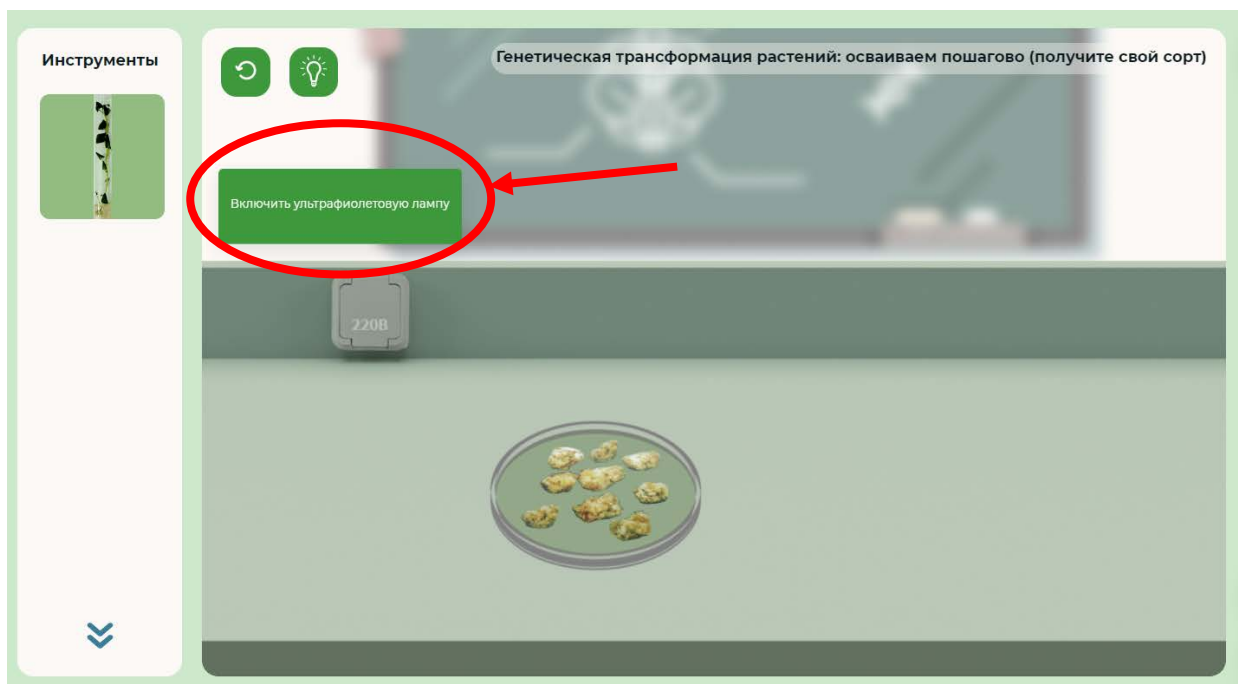 Инструменты
Генетическая трансформация растений: осваиваем пошагово (получите свой сорт)
Включить ультрафиолетовую лампу
220В